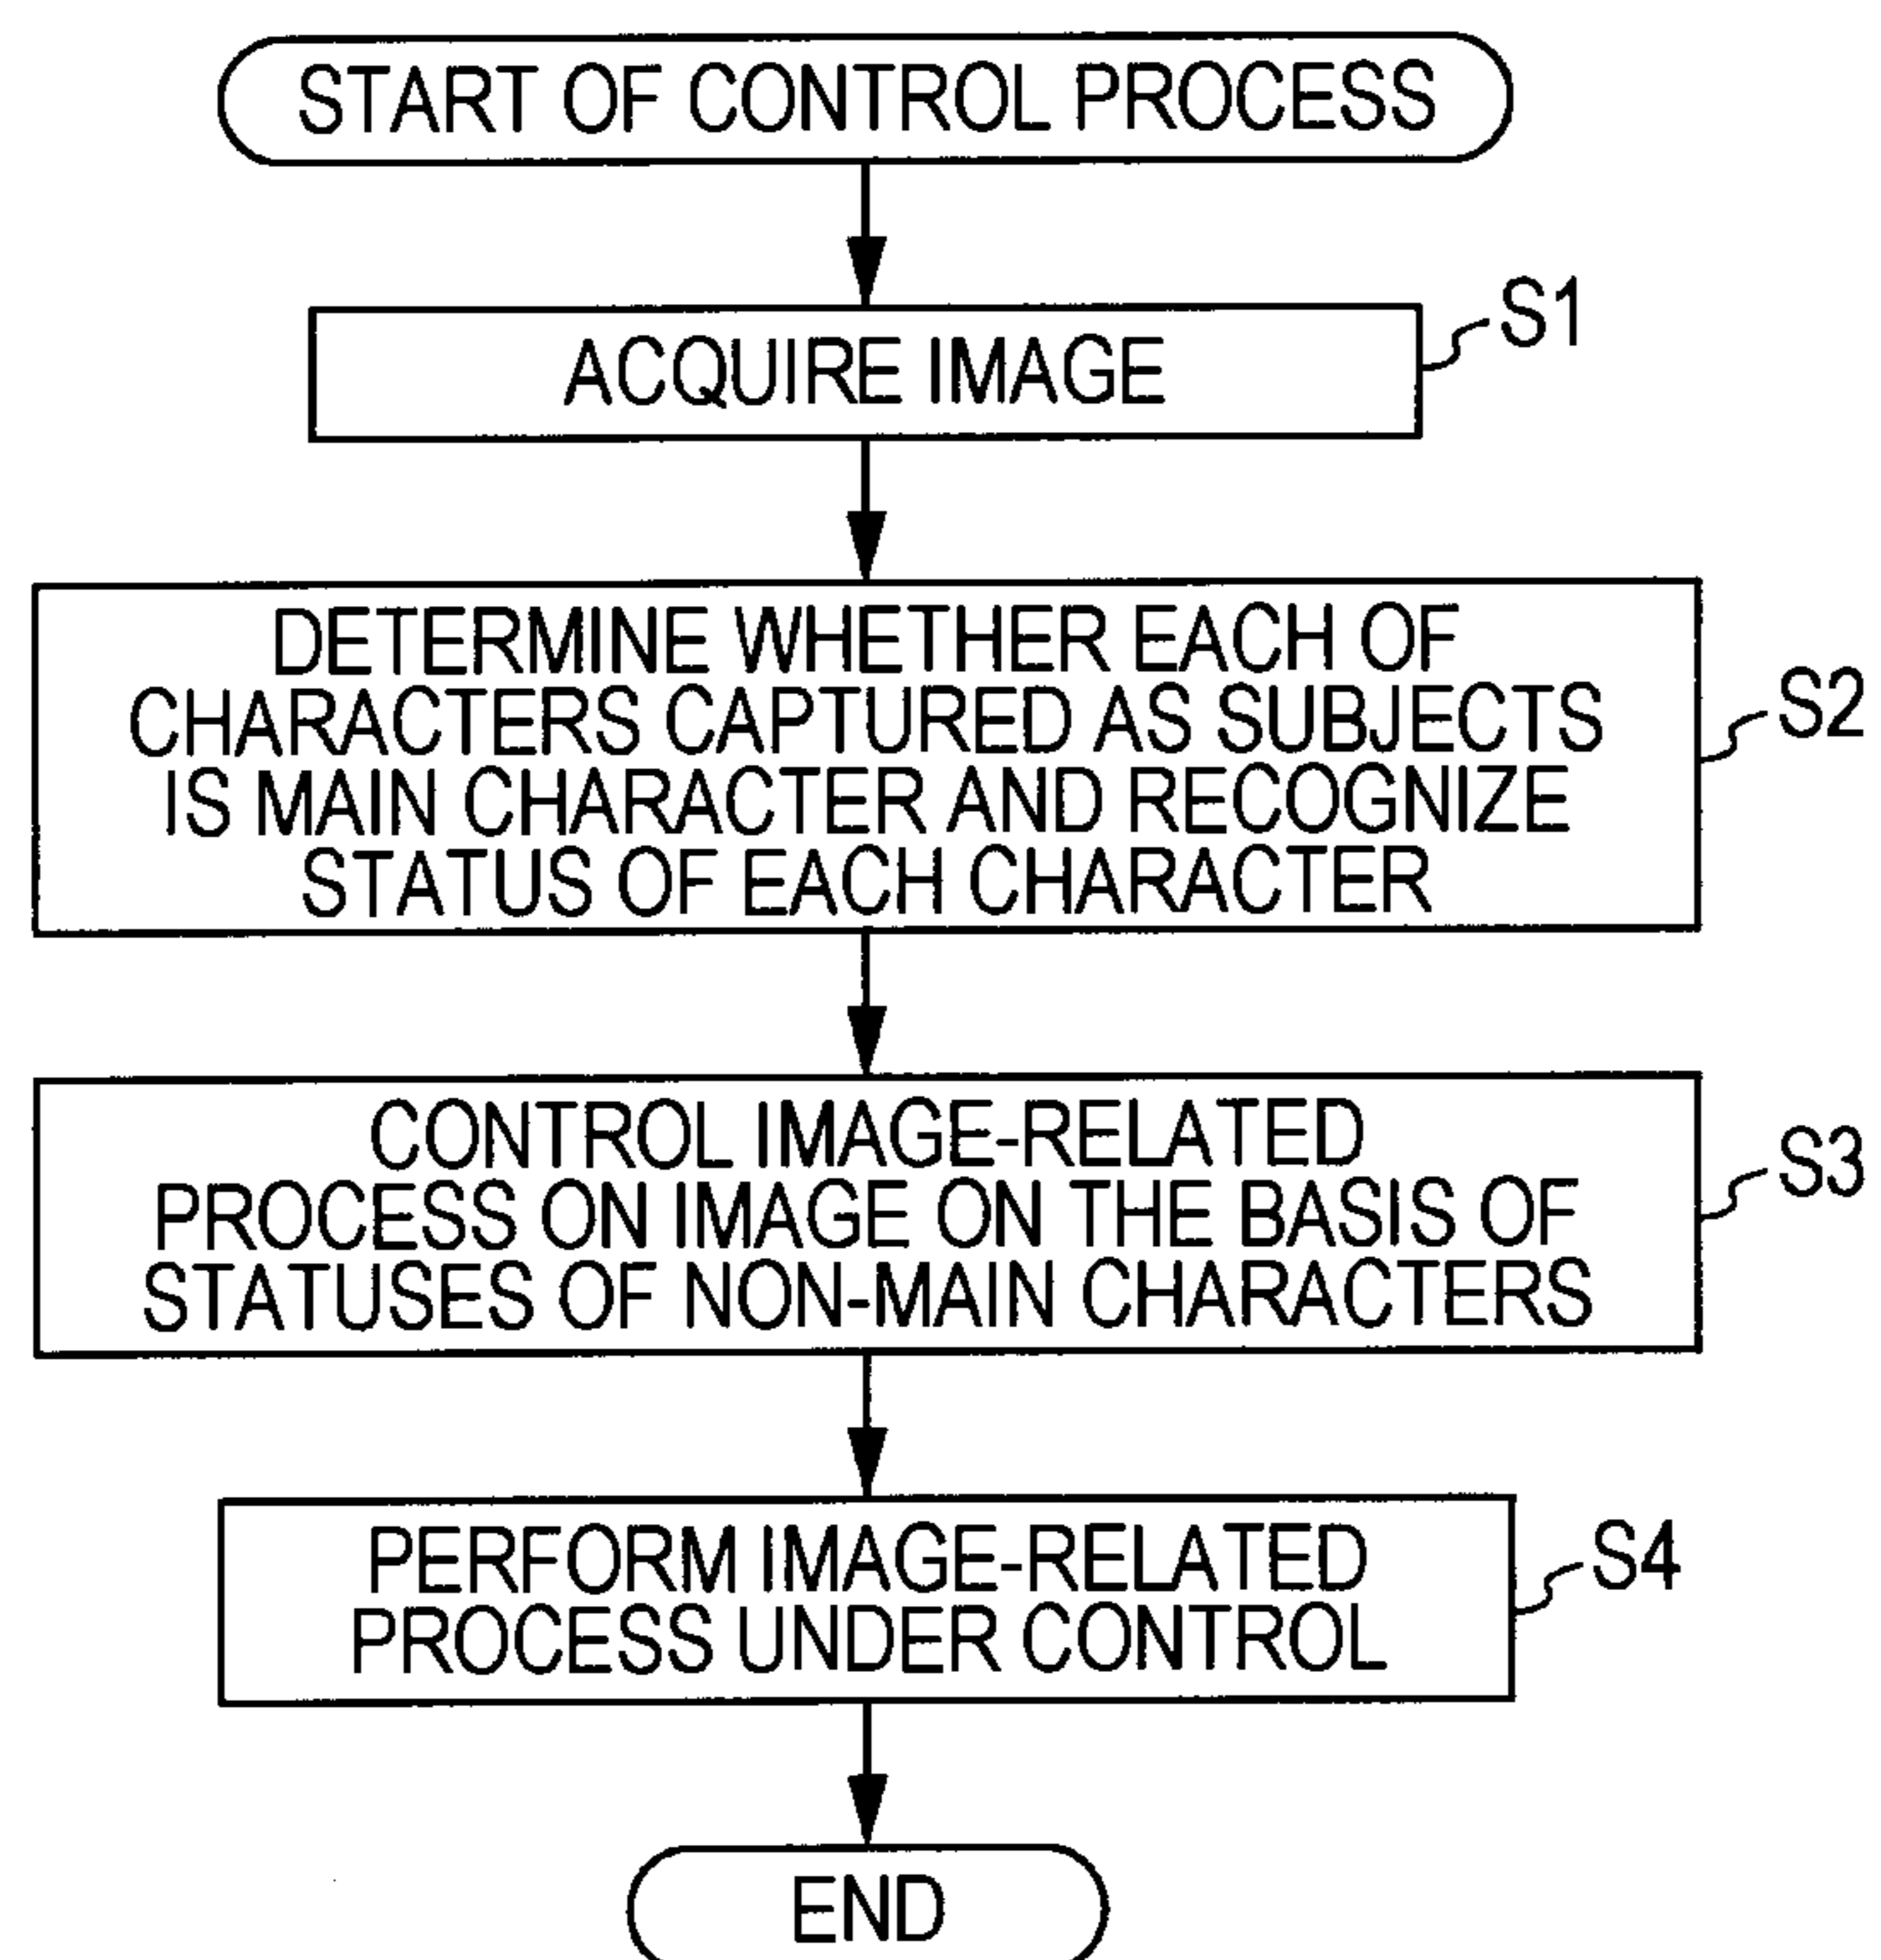 START OF CONTROL PROCESS
ACQUIRE IMAGE
S1
DETERMINE WHETHER EACH OF
CHARACTERS CAPTURED AS SUBJECTS
IS MAIN CHARACTER AND RECOGNIZE
STATUS OF EACH CHARACTER
S2
CONTROL IMAGE-RELATED
PROCESS ON IMAGE ON THE BASIS OF
STATUSES OF NON-MAIN CHARACTERS
S3
PERFORM IMAGE-RELATED
PROCESS UNDER CONTROL
S4
END